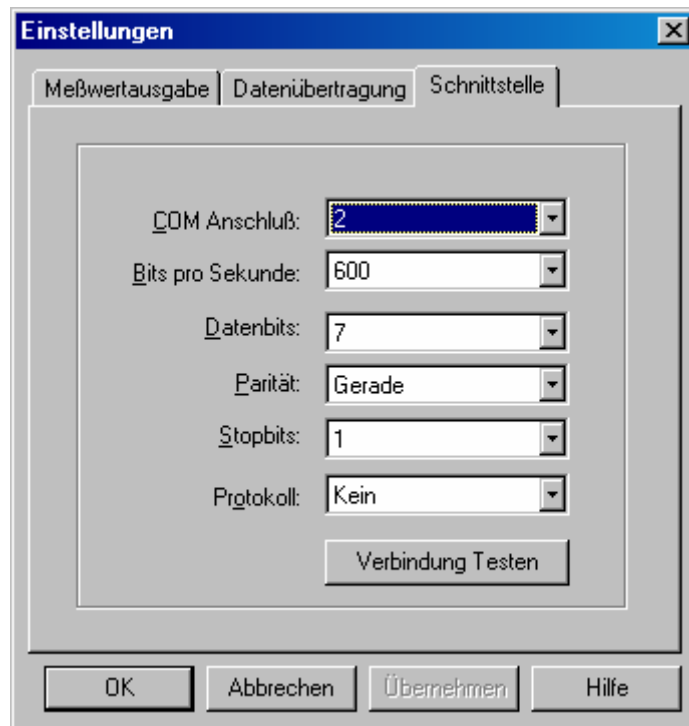 Einstellungen
Meßwertausgabe Datenübertragung Schnittstelle
COM Anschluß: 2
Bits pro Sekunde: 600
Datenbits: 7
Parität: Gerade
Stopbits: 1
Protokoll: Kein
Verbindung Testen
OK Abbrechen Übernehmen Hilfe